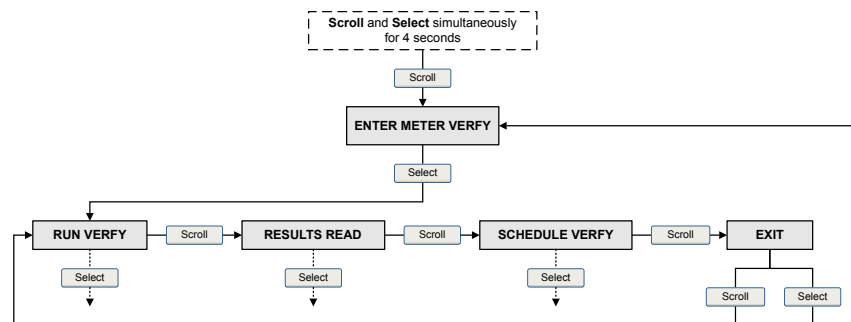 Scroll and Select simultaneously
for 4 seconds
Scroll
ENTER METER VERFY
Select
RUN VERFY
Scroll
RESULTS READ
Scroll
SCHEDULE VERFY
Scroll
EXIT
Select
Select
Select
Scroll
Select